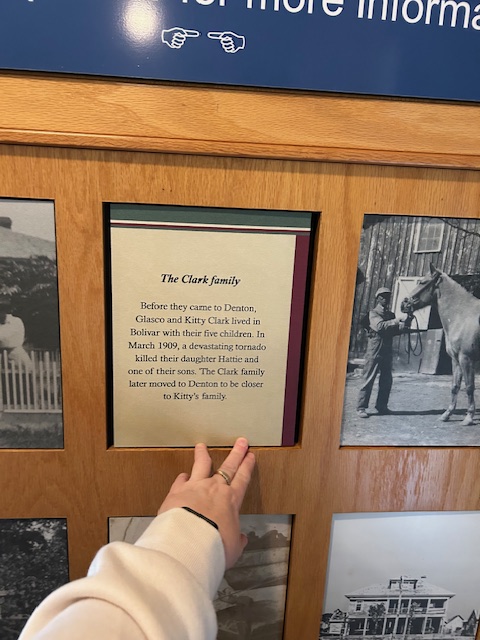 for more informa
The Clark family
Before they came to Denton,
Glasco and Kitty Clark lived in
Bolivar with their five children. In
March 1909, a devastating tornado
killed their daughter Hattie and
one of their sons. The Clark family
later moved to Denton to be closer
to Kitty's family.